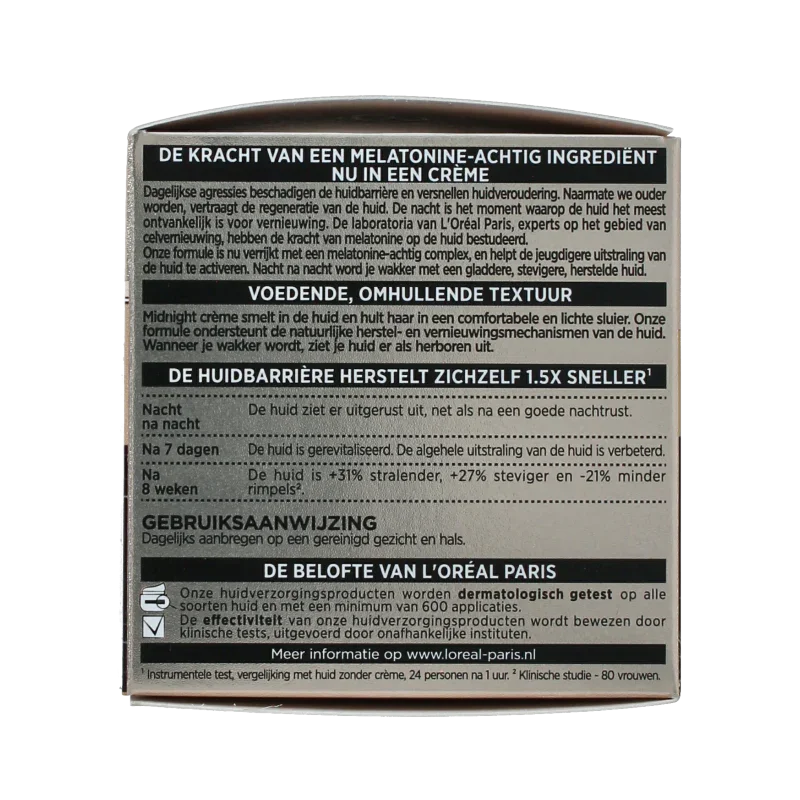 DE KRACHT VAN EEN MELATONINE-ACHTIG INGREDIËNT
NU IN EEN CRÈME
Dagelijkse agressies beschadigen de huidbarrière en versnellen huidveroudering. Naarmate we ouder
worden, vertraagt de regeneratie van de huid. De nacht is het moment waarop de huid het meest
ontvankelijk is voor vernieuwing. De laboratoria van L'Oréal Paris, experts op het gebied van
celvernieuwing, hebben de kracht van melatonine op de huid bestudeerd.
Onze formule is nu verrijkt met een melatonine-achtig complex, en helpt de jeugdigere uitstraling van
de huid te activeren. Nacht na nacht word je wakker met een gladdere, stevigere, herstelde huid.
VOEDENDE, OMHULLENDE TEXTUUR
Midnight crème smelt in de huid en hult haar in een comfortabele en lichte sluier. Onze
formule ondersteunt de natuurlijke herstel- en vernieuwingsmechanismen van de huid.
Wanneer je wakker wordt, ziet je huid er als herboren uit.
DE HUIDBARRIÈRE HERSTELT ZICHZELF 1.5X SNELLER¹
Nacht na nacht De huid ziet er uitgerust uit, net als na een goede nachtrust.
Na 7 dagen De huid is gerevitaliseerd. De algehele uitstraling van de huid is verbeterd.
Na 8 weken De huid is +31% stralender, +27% steviger en -21% minder
rimpels².
GEBRUIKSAANWIJZING
Dagelijks aanbregen op een gereinigd gezicht en hals.
DE BELOFTE VAN L'ORÉAL PARIS
Onze huidverzorgingsproducten worden dermatologisch getest op alle
soorten huid en met een minimum van 600 applicaties.
De effectiviteit van onze huidverzorgingsproducten wordt bewezen door
klinische tests, uitgevoerd door onafhankelijke instituten.
Meer informatie op www.loreal-paris.nl
¹ Instrumentele test, vergelijking met huid zonder crème, 24 personen na 1 uur. ² Klinische studie - 80 vrouwen.